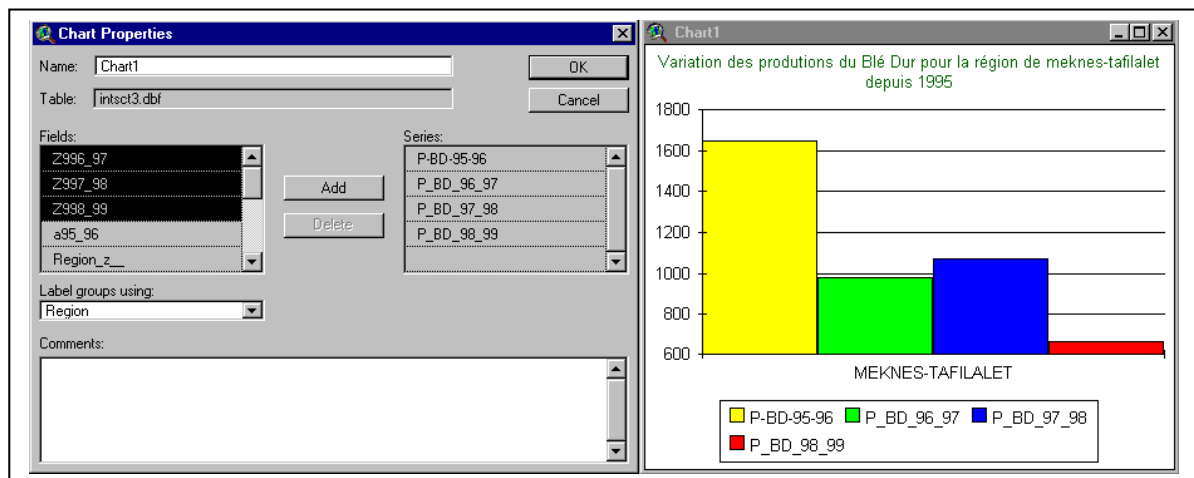 Chart Properties
Name: Chart1
OK
Table: intsct3.dbf
Cancel
Fields:
Z996_97
Z997_98
Z998_99
a95_96
Region_z__
Add
Delete
Series:
P-BD-95-96
P_BD_96_97
P_BD_97_98
P_BD_98_99
Label groups using:
Region
Comments:
Chart1
Variation des produtions du Blé Dur pour la région de meknes-tafilalet
depuis 1995
1800
1600
1400
1200
1000
800
600
MEKNES-TAFILALET
P-BD-95-96 P_BD_96_97 P_BD_97_98
P_BD_98_99